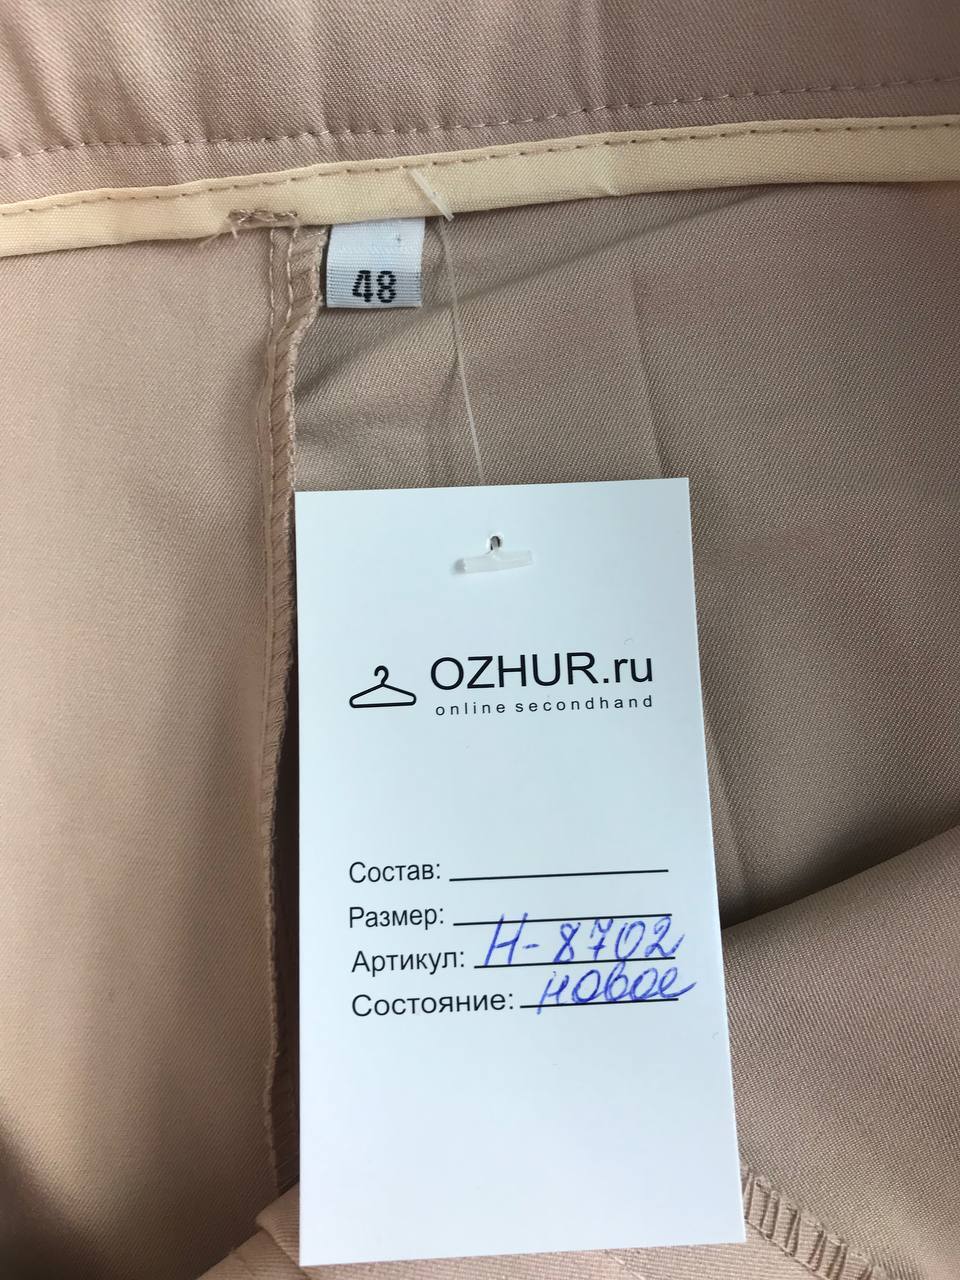 48
OZHUR.ru
online secondhand
Состав:
Размер:
Артикул: Н-8702
Состояние: новое